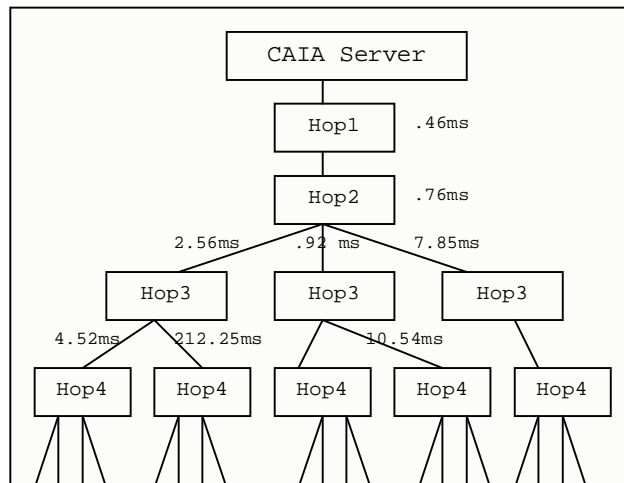 CAIA Server
Hop1 .46ms
Hop2 .76ms
2.56ms .92 ms 7.85ms
Hop3 Hop3 Hop3
4.52ms 212.25ms 10.54ms
Hop4 Hop4 Hop4 Hop4 Hop4